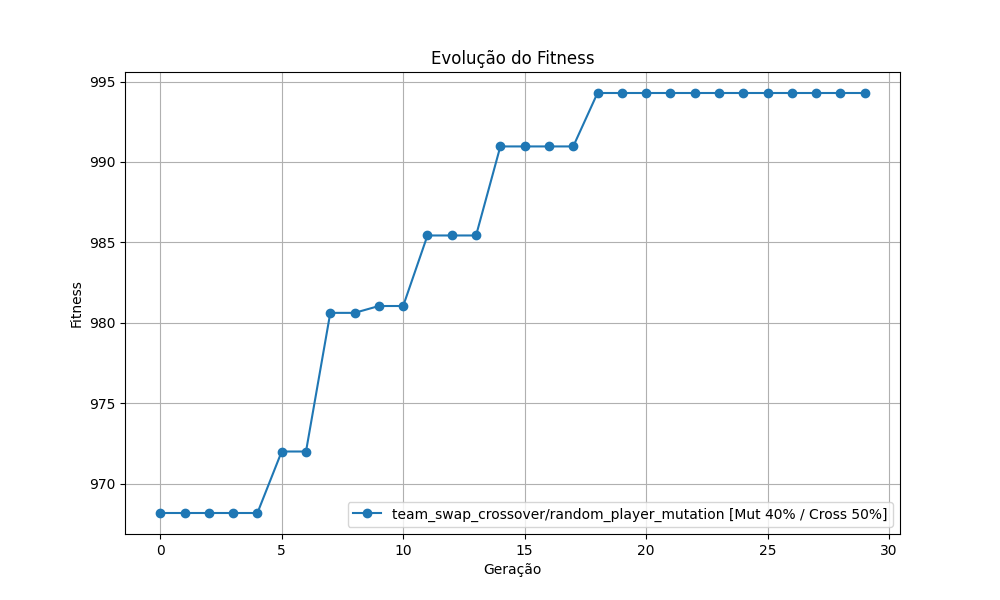 Evolução do Fitness
995
990
985
980
975
970
Fitness
team_swap_crossover/random_player_mutation [Mut 40% / Cross 50%]
0 5 10 15 20 25 30
Geração